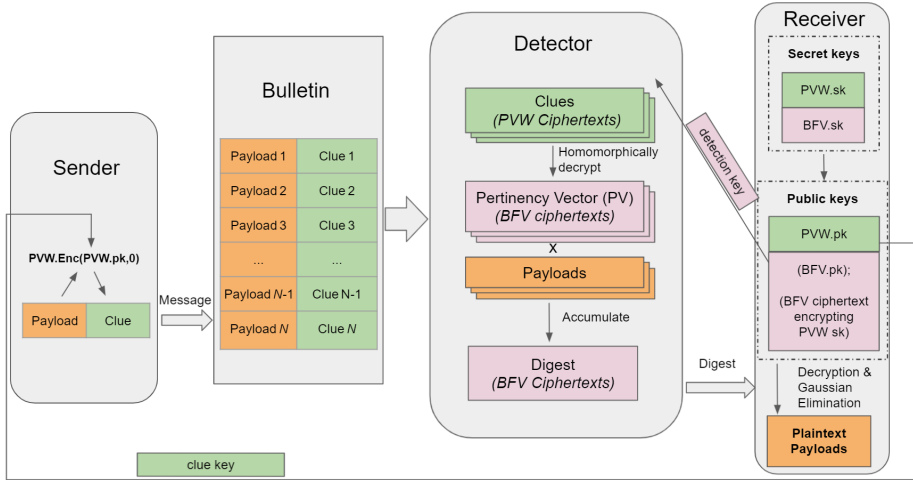 Sender
PVW.Enc(PVW.pk,0)
Payload
Clue
Message
Bulletin
Payload 1
Clue 1
Payload 2
Clue 2
Payload 3
Clue 3
...
...
Payload N-1
Clue N-1
Payload N
Clue N
Detector
Clues
(PVW Ciphertexts)
Homomorphically
decrypt
Pertinency Vector (PV)
(BFV ciphertexts)
x
Payloads
Accumulate
Digest
(BFV Ciphertexts)
Digest
detection key
Receiver
Secret keys
PVW.sk
BFV.sk
Public keys
PVW.pk
(BFV.pk);
(BFV ciphertext
encrypting
PVW sk)
Decryption &
Gaussian
Elimination
Plaintext
Payloads
clue key